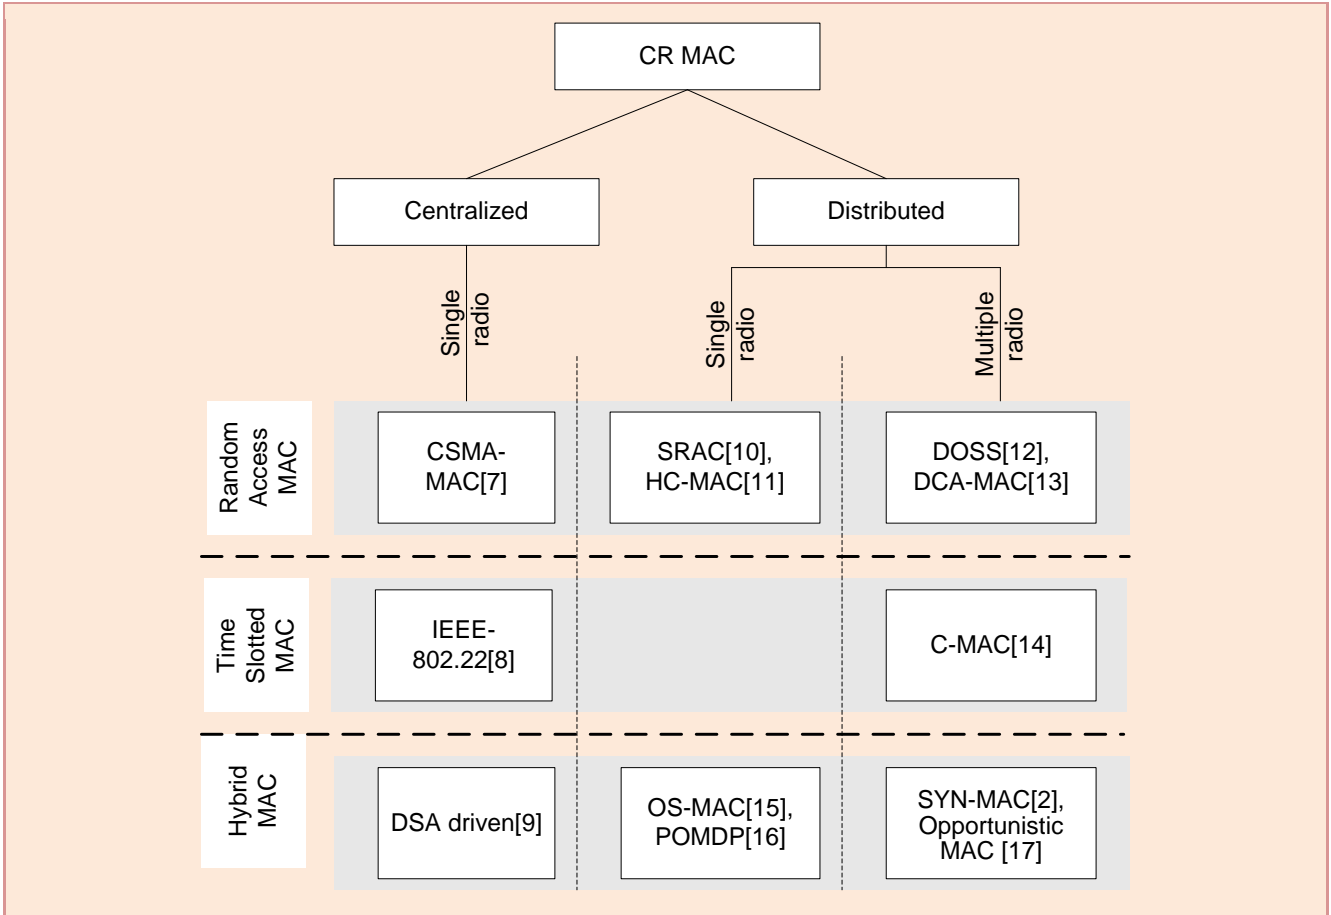 CR MAC
Centralized
Distributed
Single
radio
Single
radio
Multiple
radio
Random
Access
MAC
CSMA-
MAC[7]
SRAC[10],
HC-MAC[11]
DOSS[12],
DCA-MAC[13]
Time
Slotted
MAC
IEEE-
802.22[8]
C-MAC[14]
Hybrid
MAC
DSA driven[9]
OS-MAC[15],
POMDP[16]
SYN-MAC[2],
Opportunistic
MAC [17]